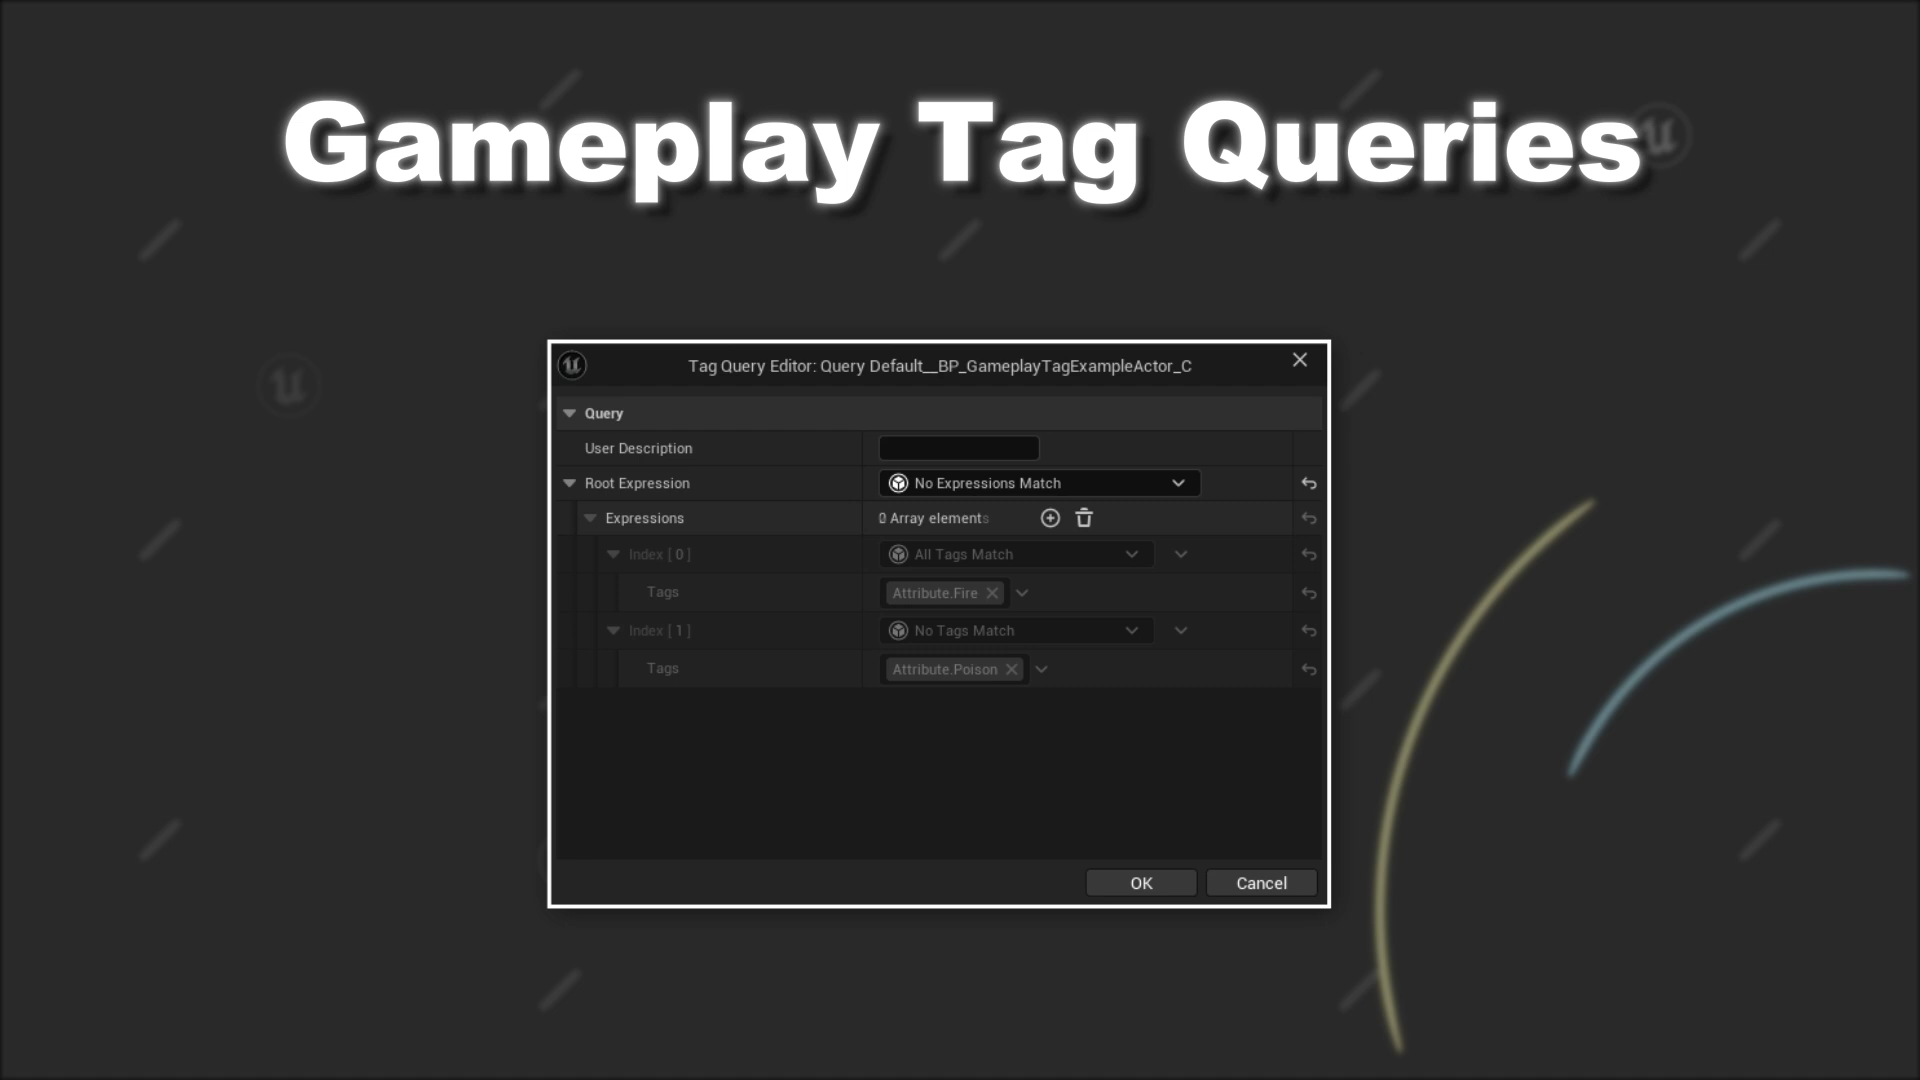 Gameplay Tag Queries
Tag Query Editor: Query Default__BP_GameplayTagExampleActor_C
Query
User Description
Root Expression No Expressions Match
Expressions Array elements
Index [ 0 ] All Tags Match
Tags Attribute.Fire
Index [ 1 ] No Tags Match
Tags Attribute.Poison
OK Cancel